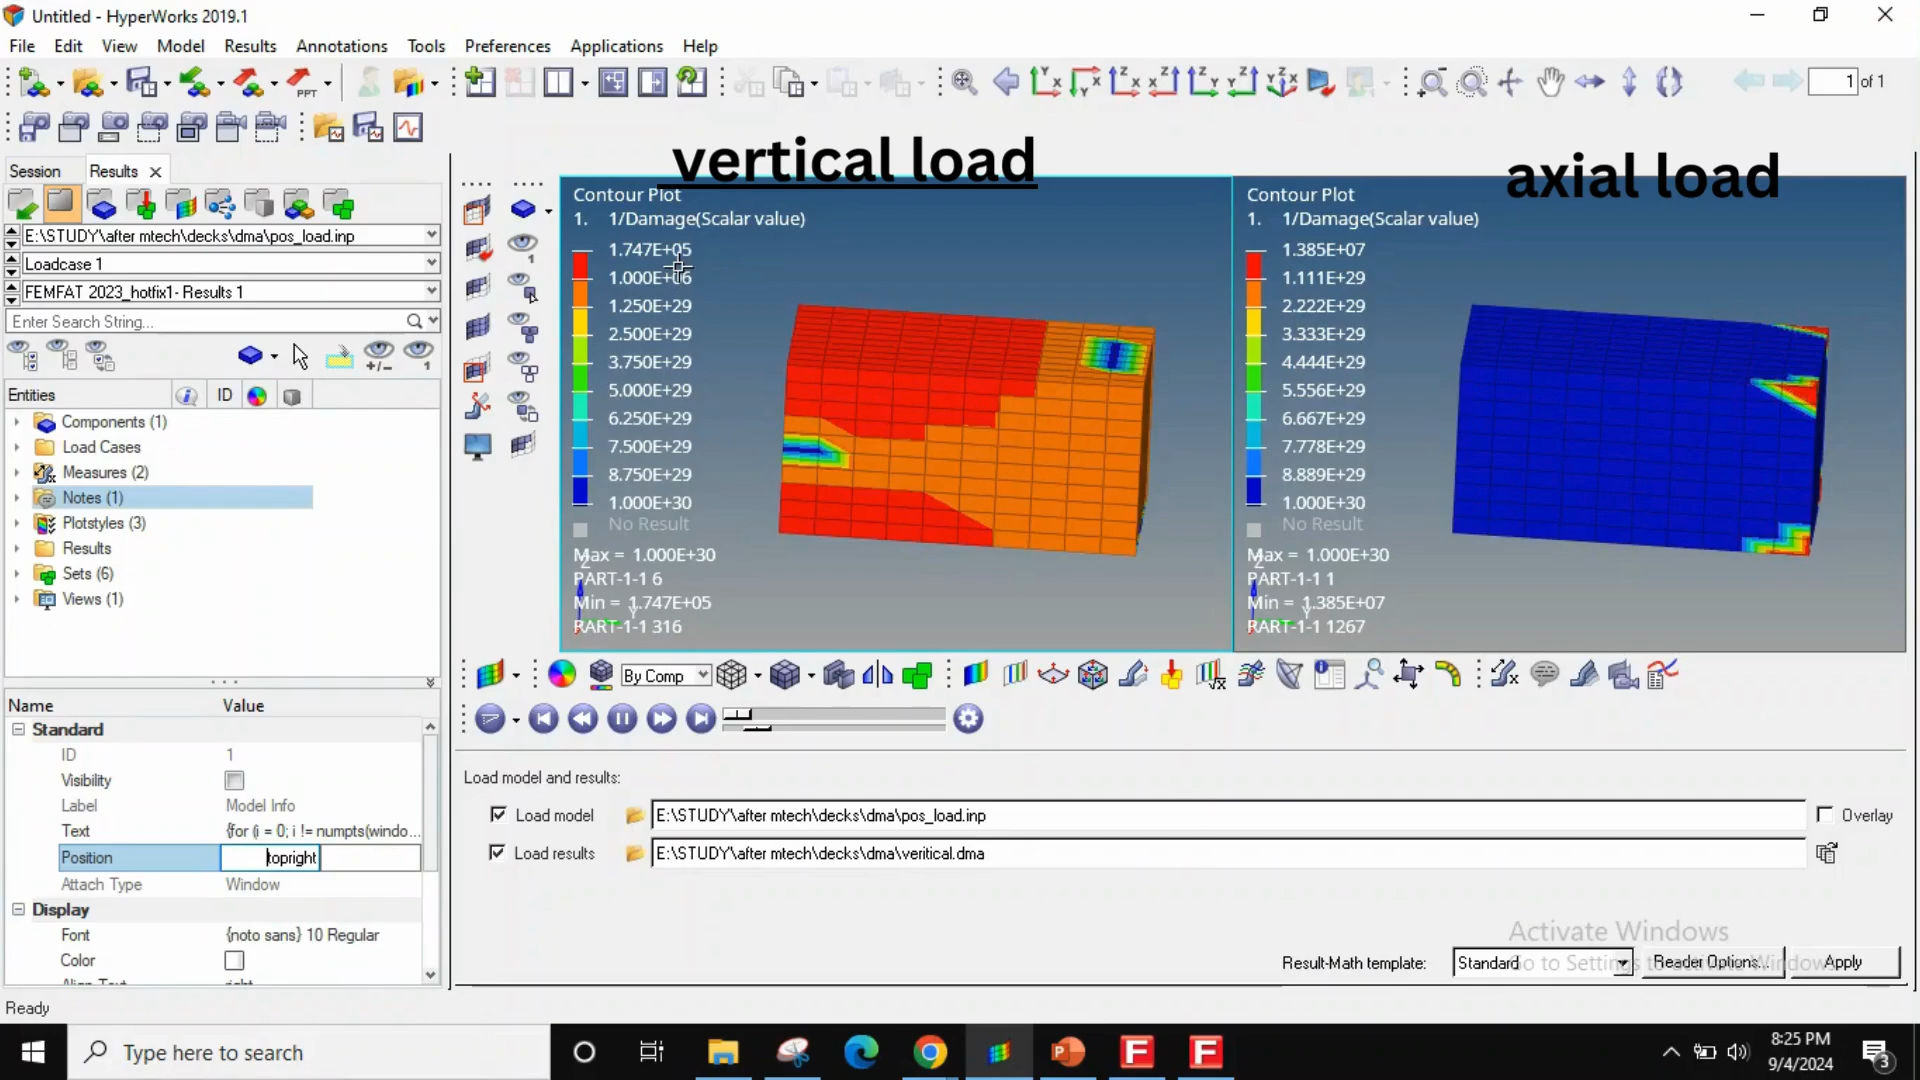 Untitled - HyperWorks 2019.1
File Edit View Model Results Annotations Tools Preferences Applications Help
PPT
Y X Y X Z X X Z Z Y Y Z Y Z X
1 of 1
vertical load
axial load
Session Results
E:\STUDY\after mtech\decks\dma\pos_load.inp
Loadcase 1
FEMFAT 2023_hotfix1- Results 1
Enter Search String...
+/- 1
Entities ID
Components (1)
Load Cases
Measures (2)
Notes (1)
Plotstyles (3)
Results
Sets (6)
Views (1)
Name Value
Standard
ID 1
Visibility
Label Model Info
Text {for (i = 0; i != numpts(windo...
Position topright
Attach Type Window
Display
Font {noto sans} 10 Regular
Color
Ready
1
Contour Plot
1. 1/Damage(Scalar value)
1.747E+05
1.000E+06
1.250E+29
2.500E+29
3.750E+29
5.000E+29
6.250E+29
7.500E+29
8.750E+29
1.000E+30
No Result
Max = 1.000E+30
PART-1-1 6
Min = 1.747E+05
PART-1-1 316
Z
Y
Contour Plot
1. 1/Damage(Scalar value)
1.385E+07
1.111E+29
2.222E+29
3.333E+29
4.444E+29
5.556E+29
6.667E+29
7.778E+29
8.889E+29
1.000E+30
No Result
Max = 1.000E+30
PART-1-1 1
Min = 1.385E+07
PART-1-1 1267
Z
Y
By Comp
Load model and results:
Load model E:\STUDY\after mtech\decks\dma\pos_load.inp Overlay
Load results E:\STUDY\after mtech\decks\dma\veritical.dma
Activate Windows
Go to Settings to activate Windows.
Result-Math template: Standard Reader Options... Apply
Type here to search
F F
8:25 PM
9/4/2024
3